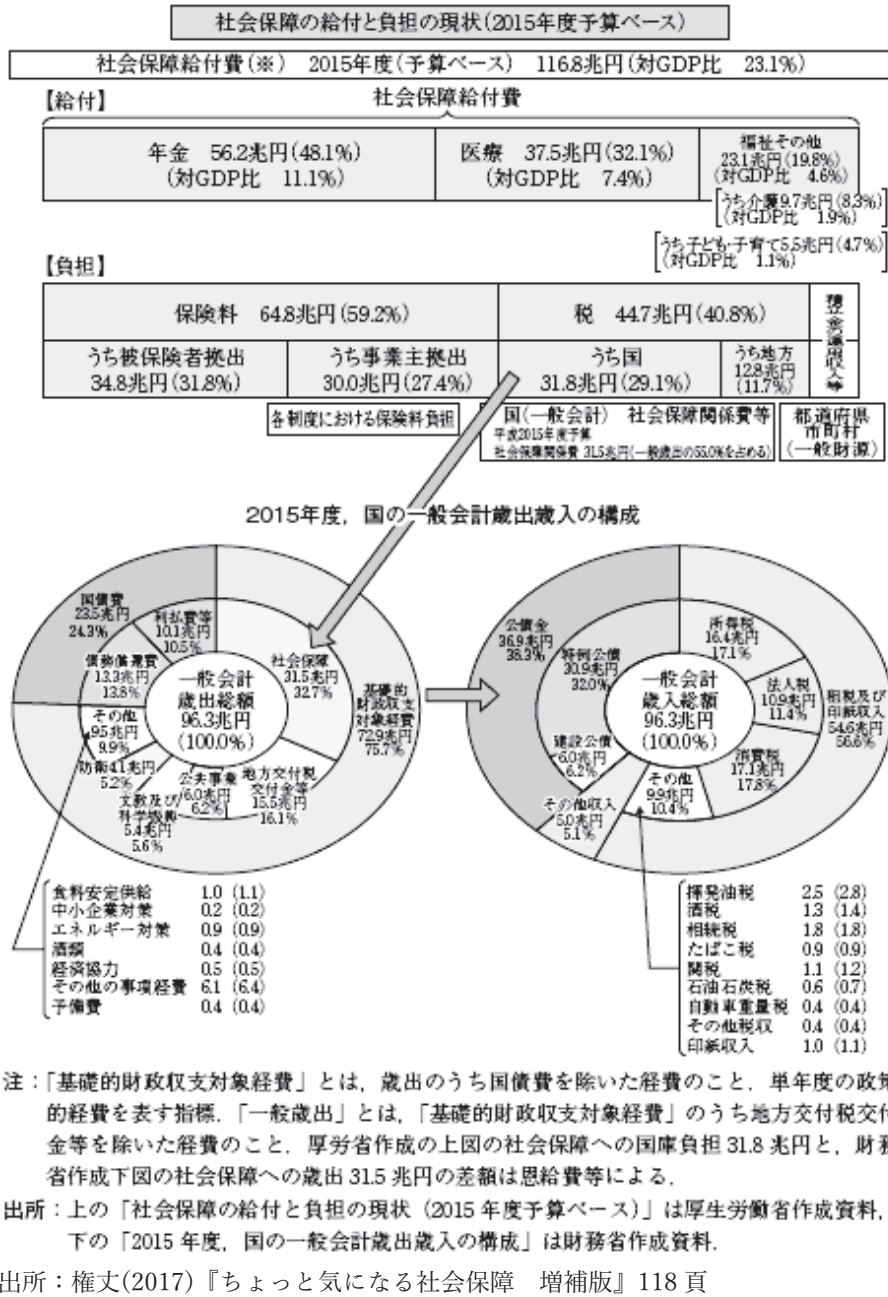 社会保障の給付と負担の現状(2015年度予算ベース)
社会保障給付費(※) 2015年度(予算ベース) 116.8兆円(対GDP比 23.1%)
【給付】
社会保障給付費
年金 56.2兆円(48.1%)
(対GDP比 11.1%)
医療 37.5兆円(32.1%)
(対GDP比 7.4%)
福祉その他
23.1兆円(19.8%)
(対GDP比 4.6%)
うち介護9.7兆円(8.3%)
(対GDP比 1.9%)
うち子ども・子育て5.5兆円(4.7%)
(対GDP比 1.1%)
【負担】
保険料 64.8兆円(59.2%)
税 44.7兆円(40.8%)
積立金運用収入等
うち被保険者拠出
34.8兆円(31.8%)
うち事業主拠出
30.0兆円(27.4%)
うち国
31.8兆円(29.1%)
うち地方
12.8兆円
(11.7%)
各制度における保険料負担
国(一般会計) 社会保障関係費等
平成2015年度予算
社会保障関係費 31.5兆円(一般歳出の55.0%を占める)
都道府県
市町村
(一般財源)
2015年度，国の一般会計歳出歳入の構成
国債費
23.5兆円
24.3%
利払費等
10.1兆円
10.5%
債務償還費
13.3兆円
13.8%
その他
9.5兆円
9.9%
防衛4.1兆円
5.2%
文教及び
科学振興
5.4兆円
5.6%
公共事業
6.0兆円
6.2%
地方交付税
交付金等
15.5兆円
16.1%
社会保障
31.5兆円
32.7%
基礎的
財政収支
対象経費
72.9兆円
75.7%
一般会計
歳出総額
96.3兆円
(100.0%)
公債金
36.9兆円
38.3%
特例公債
30.9兆円
32.0%
建設公債
6.0兆円
6.2%
その他収入
5.0兆円
5.1%
その他
9.9兆円
10.4%
消費税
17.1兆円
17.8%
法人税
10.9兆円
11.4%
所得税
16.4兆円
17.1%
租税及び
印紙収入
54.6兆円
56.6%
一般会計
歳入総額
96.3兆円
(100.0%)
食料安定供給 1.0 (1.1)
中小企業対策 0.2 (0.2)
エネルギー対策 0.9 (0.9)
0.4 (0.4)
経済協力 0.5 (0.5)
その他の事項経費 6.1 (6.4)
予備費 0.4 (0.4)
揮発油税 2.5 (2.8)
酒税 1.3 (1.4)
相続税 1.8 (1.8)
たばこ税 0.9 (0.9)
関税 1.1 (1.2)
石油石炭税 0.6 (0.7)
自動車重量税 0.4 (0.4)
その他税収 0.4 (0.4)
印紙収入 1.0 (1.1)
注：「基礎的財政収支対象経費」とは，歳出のうち国債費を除いた経費のこと．単年度の政策
的経費を表す指標．「一般歳出」とは，「基礎的財政収支対象経費」のうち地方交付税交付
金等を除いた経費のこと．厚労省作成の上図の社会保障への国庫負担 31.8 兆円と，財務
省作成下図の社会保障への歳出 31.5 兆円の差額は恩給費等による．
出所：上の「社会保障の給付と負担の現状（2015 年度予算ベース）」は厚生労働省作成資料，
下の「2015 年度，国の一般会計歳出歳入の構成」は財務省作成資料．
出所：権丈(2017)『ちょっと気になる社会保障 増補版』118 頁